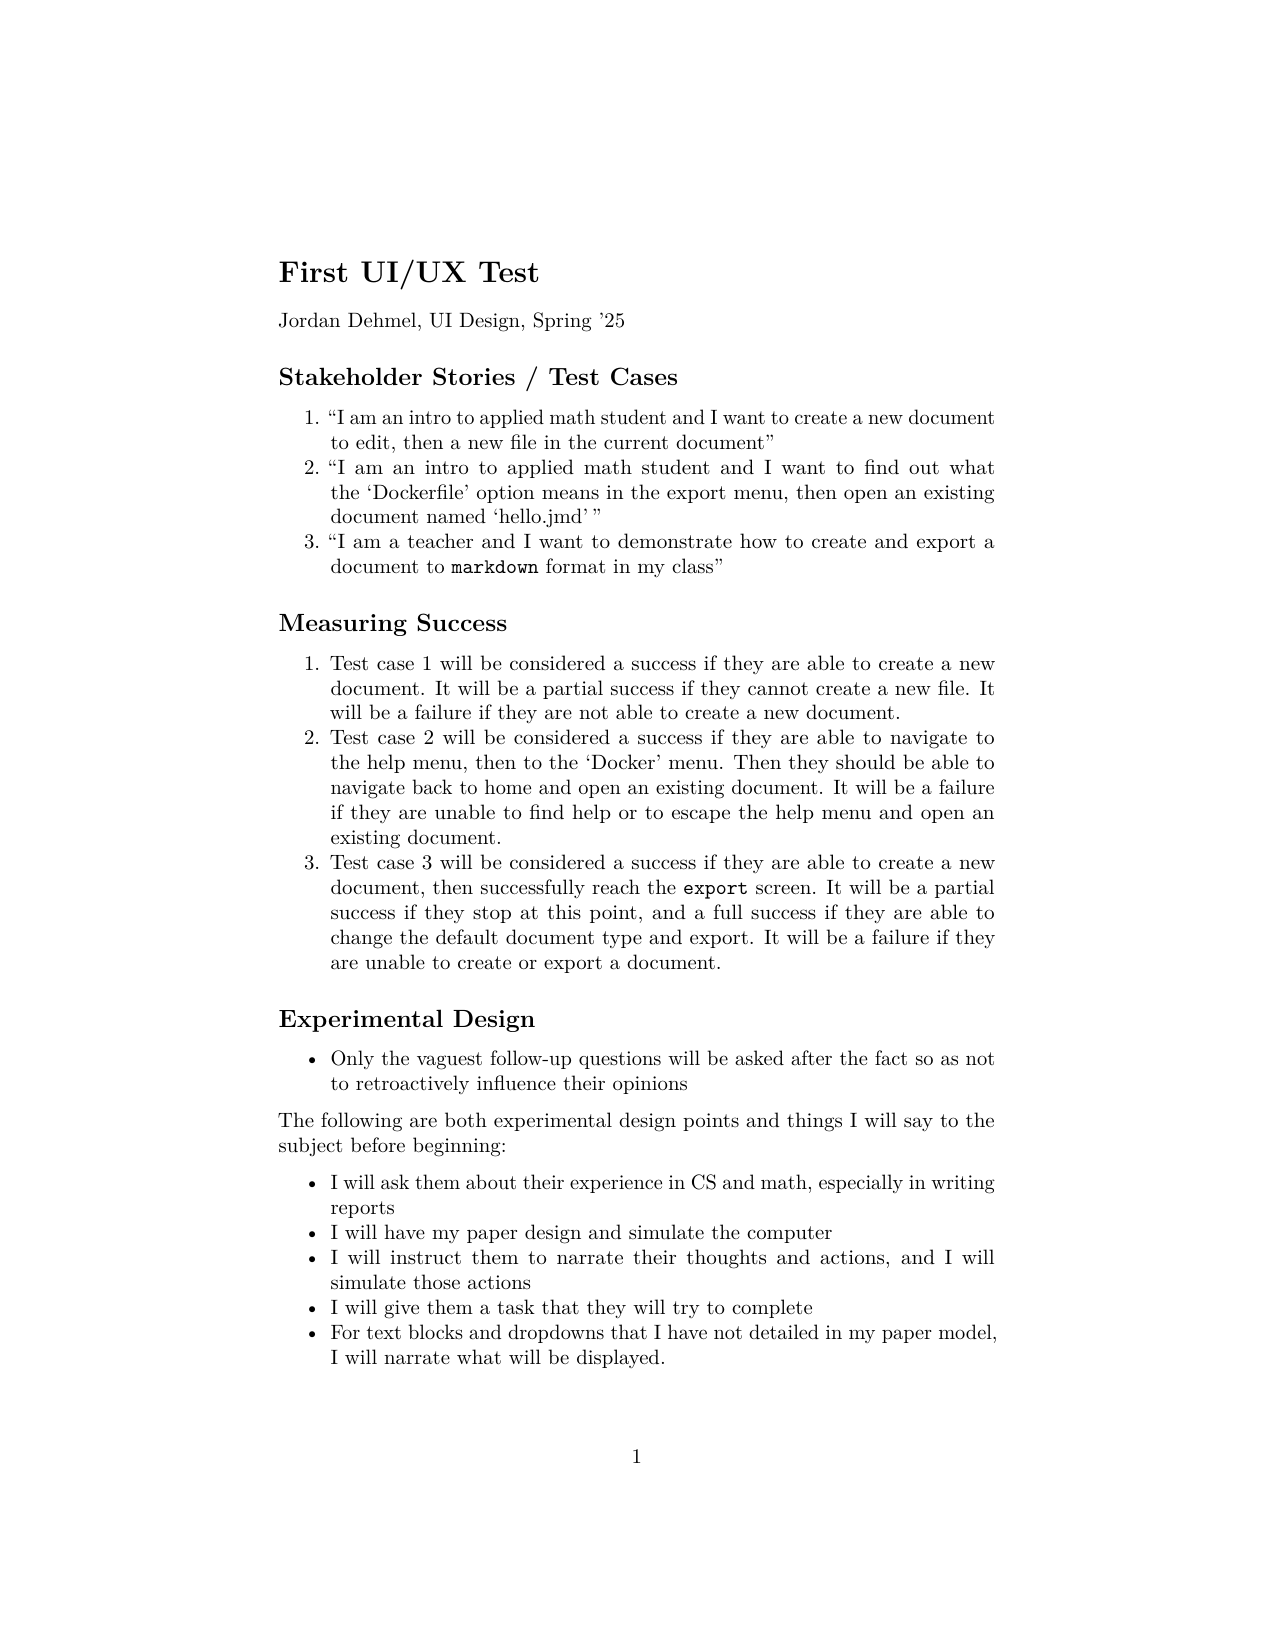 First UI/UX Test
Jordan Dehmel, UI Design, Spring ’25
Stakeholder Stories / Test Cases
1. “I am an intro to applied math student and I want to create a new document
to edit, then a new file in the current document”
2. “I am an intro to applied math student and I want to find out what
the ‘Dockerfile’ option means in the export menu, then open an existing
document named ‘hello.jmd’ ”
3. “I am a teacher and I want to demonstrate how to create and export a
document to markdown format in my class”
Measuring Success
1. Test case 1 will be considered a success if they are able to create a new
document. It will be a partial success if they cannot create a new file. It
will be a failure if they are not able to create a new document.
2. Test case 2 will be considered a success if they are able to navigate to
the help menu, then to the ‘Docker’ menu. Then they should be able to
navigate back to home and open an existing document. It will be a failure
if they are unable to find help or to escape the help menu and open an
existing document.
3. Test case 3 will be considered a success if they are able to create a new
document, then successfully reach the export screen. It will be a partial
success if they stop at this point, and a full success if they are able to
change the default document type and export. It will be a failure if they
are unable to create or export a document.
Experimental Design
• Only the vaguest follow-up questions will be asked after the fact so as not
to retroactively influence their opinions
The following are both experimental design points and things I will say to the
subject before beginning:
• I will ask them about their experience in CS and math, especially in writing
reports
• I will have my paper design and simulate the computer
• I will instruct them to narrate their thoughts and actions, and I will
simulate those actions
• I will give them a task that they will try to complete
• For text blocks and dropdowns that I have not detailed in my paper model,
I will narrate what will be displayed.
1